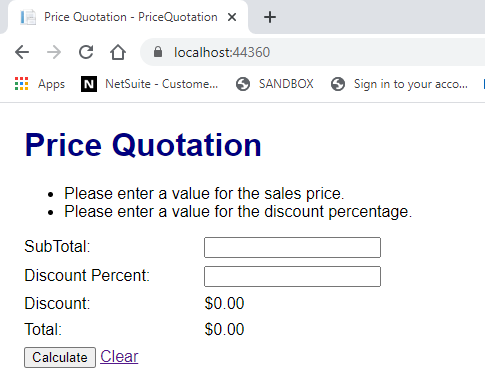 Price Quotation - PriceQuotation
localhost:44360
Apps N NetSuite - Custome... SANDBOX Sign in to your acco...
Price Quotation
Please enter a value for the sales price.
Please enter a value for the discount percentage.
SubTotal:
Discount Percent:
Discount: $0.00
Total: $0.00
Calculate Clear